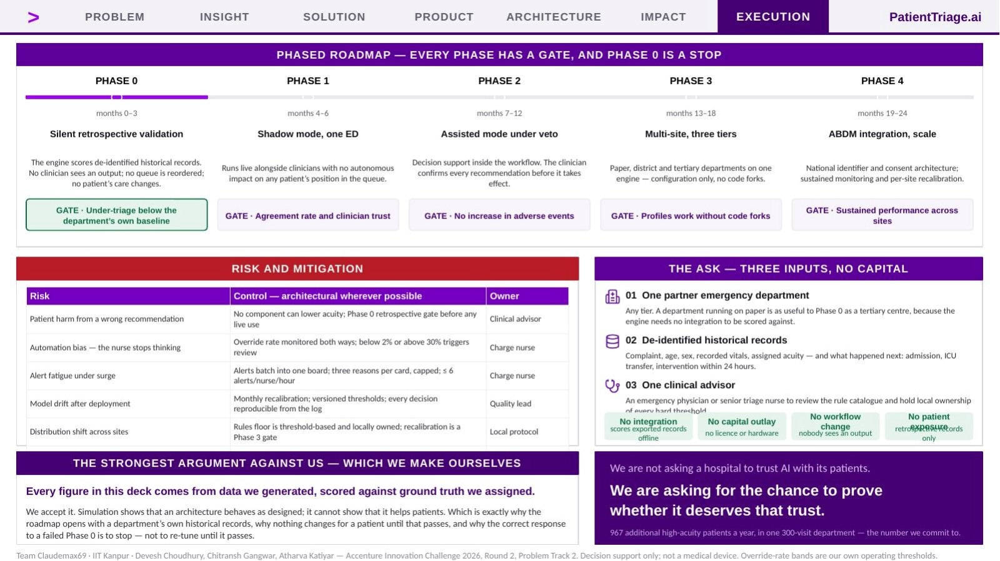 >
PROBLEM
INSIGHT
SOLUTION
PRODUCT
ARCHITECTURE
IMPACT
EXECUTION
PatientTriage.ai
PHASED ROADMAP — EVERY PHASE HAS A GATE, AND PHASE 0 IS A STOP
PHASE 0
months 0–3
Silent retrospective validation
The engine scores de-identified historical records.
No clinician sees an output; no queue is reordered;
no patient’s care changes.
GATE · Under-triage below the
department’s own baseline
PHASE 1
months 4–6
Shadow mode, one ED
Runs live alongside clinicians with no autonomous
impact on any patient’s position in the queue.
GATE · Agreement rate and clinician trust
PHASE 2
months 7–12
Assisted mode under veto
Decision support inside the workflow. The clinician
confirms every recommendation before it takes
effect.
GATE · No increase in adverse events
PHASE 3
months 13–18
Multi-site, three tiers
Paper, district and tertiary departments on one
engine — configuration only, no code forks.
GATE · Profiles work without code forks
PHASE 4
months 19–24
ABDM integration, scale
National identifier and consent architecture;
sustained monitoring and per-site recalibration.
GATE · Sustained performance across
sites
RISK AND MITIGATION
Risk
Control — architectural wherever possible
Owner
Patient harm from a wrong recommendation
No component can lower acuity; Phase 0 retrospective gate before any
live use
Clinical advisor
Automation bias — the nurse stops thinking
Override rate monitored both ways; below 2% or above 30% triggers
review
Charge nurse
Alert fatigue under surge
Alerts batch into one board; three reasons per card, capped; ≤ 6
alerts/nurse/hour
Charge nurse
Model drift after deployment
Monthly recalibration; versioned thresholds; every decision
reproducible from the log
Quality lead
Distribution shift across sites
Rules floor is threshold-based and locally owned; recalibration is a
Phase 3 gate
Local protocol
THE ASK — THREE INPUTS, NO CAPITAL
01 One partner emergency department
Any tier. A department running on paper is as useful to Phase 0 as a tertiary centre, because the
engine needs no integration to be scored against.
02 De-identified historical records
Complaint, age, sex, recorded vitals, assigned acuity — and what happened next: admission, ICU
transfer, intervention within 24 hours.
03 One clinical advisor
An emergency physician or senior triage nurse to review the rule catalogue and hold local ownership
of every hard threshold
No integration
scores exported records
offline
No capital outlay
no licence or hardware
No workflow
change
nobody sees an output
No patient
exposure
retrospective records
only
THE STRONGEST ARGUMENT AGAINST US — WHICH WE MAKE OURSELVES
Every figure in this deck comes from data we generated, scored against ground truth we assigned.
We accept it. Simulation shows that an architecture behaves as designed; it cannot show that it helps patients. Which is exactly why the
roadmap opens with a department’s own historical records, why nothing changes for a patient until that passes, and why the correct response
to a failed Phase 0 is to stop — not to re-tune until it passes.
We are not asking a hospital to trust AI with its patients.
We are asking for the chance to prove
whether it deserves that trust.
967 additional high-acuity patients a year, in one 300-visit department — the number we commit to.
Team Claudemax69 · IIT Kanpur · Devesh Choudhury, Chitransh Gangwar, Atharva Katiyar — Accenture Innovation Challenge 2026, Round 2, Problem Track 2. Decision support only; not a medical device. Override-rate bands are our own operating thresholds.